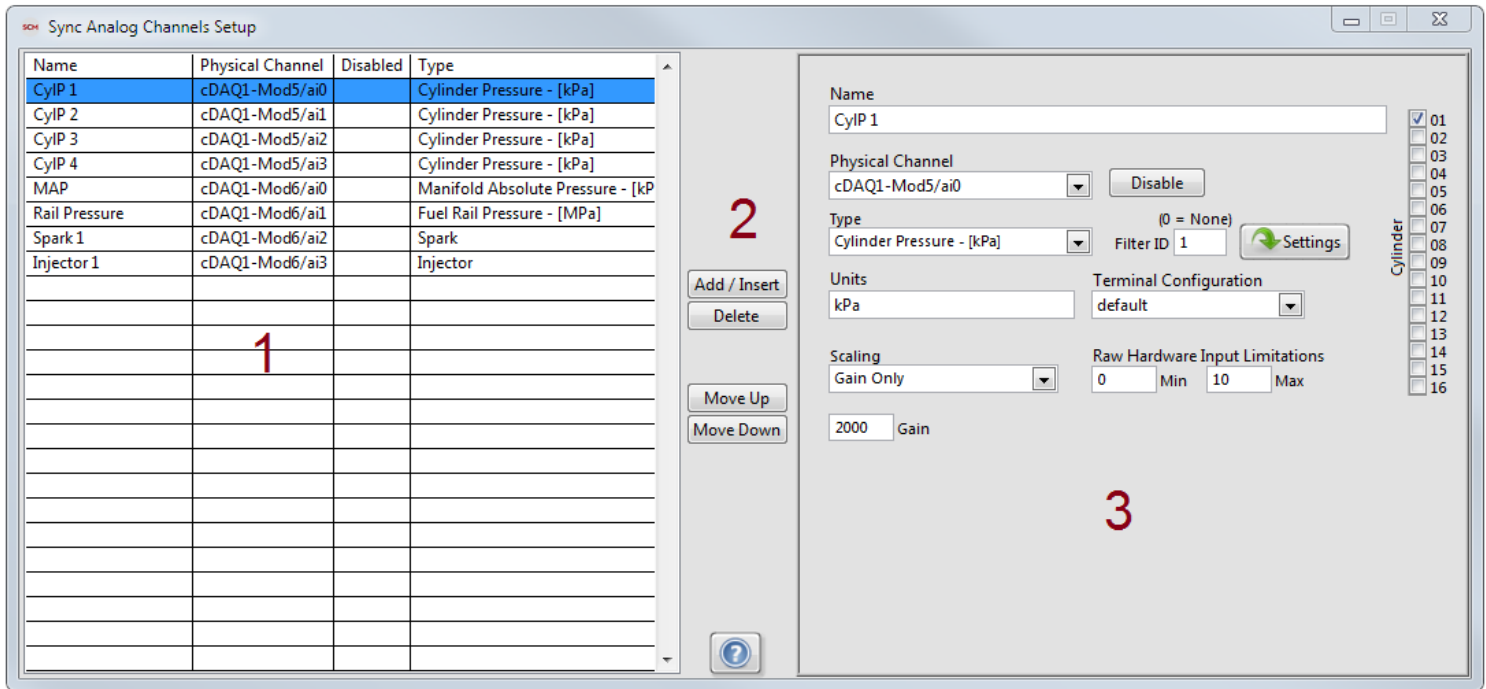 SCM Sync Analog Channels Setup
Name Physical Channel Disabled Type
CylP 1 cDAQ1-Mod5/ai0 Cylinder Pressure - [kPa]
CylP 2 cDAQ1-Mod5/ai1 Cylinder Pressure - [kPa]
CylP 3 cDAQ1-Mod5/ai2 Cylinder Pressure - [kPa]
CylP 4 cDAQ1-Mod5/ai3 Cylinder Pressure - [kPa]
MAP cDAQ1-Mod6/ai0 Manifold Absolute Pressure - [kP
Rail Pressure cDAQ1-Mod6/ai1 Fuel Rail Pressure - [MPa]
Spark 1 cDAQ1-Mod6/ai2 Spark
Injector 1 cDAQ1-Mod6/ai3 Injector
1
2
Add / Insert
Delete
Move Up
Move Down
?
Name
CylP 1
Physical Channel
cDAQ1-Mod5/ai0 Disable
Type (0 = None)
Cylinder Pressure - [kPa] Filter ID 1 Settings
Units Terminal Configuration
kPa default
Scaling Raw Hardware Input Limitations
Gain Only 0 Min 10 Max
2000 Gain
3
Cylinder
01
02
03
04
05
06
07
08
09
10
11
12
13
14
15
16